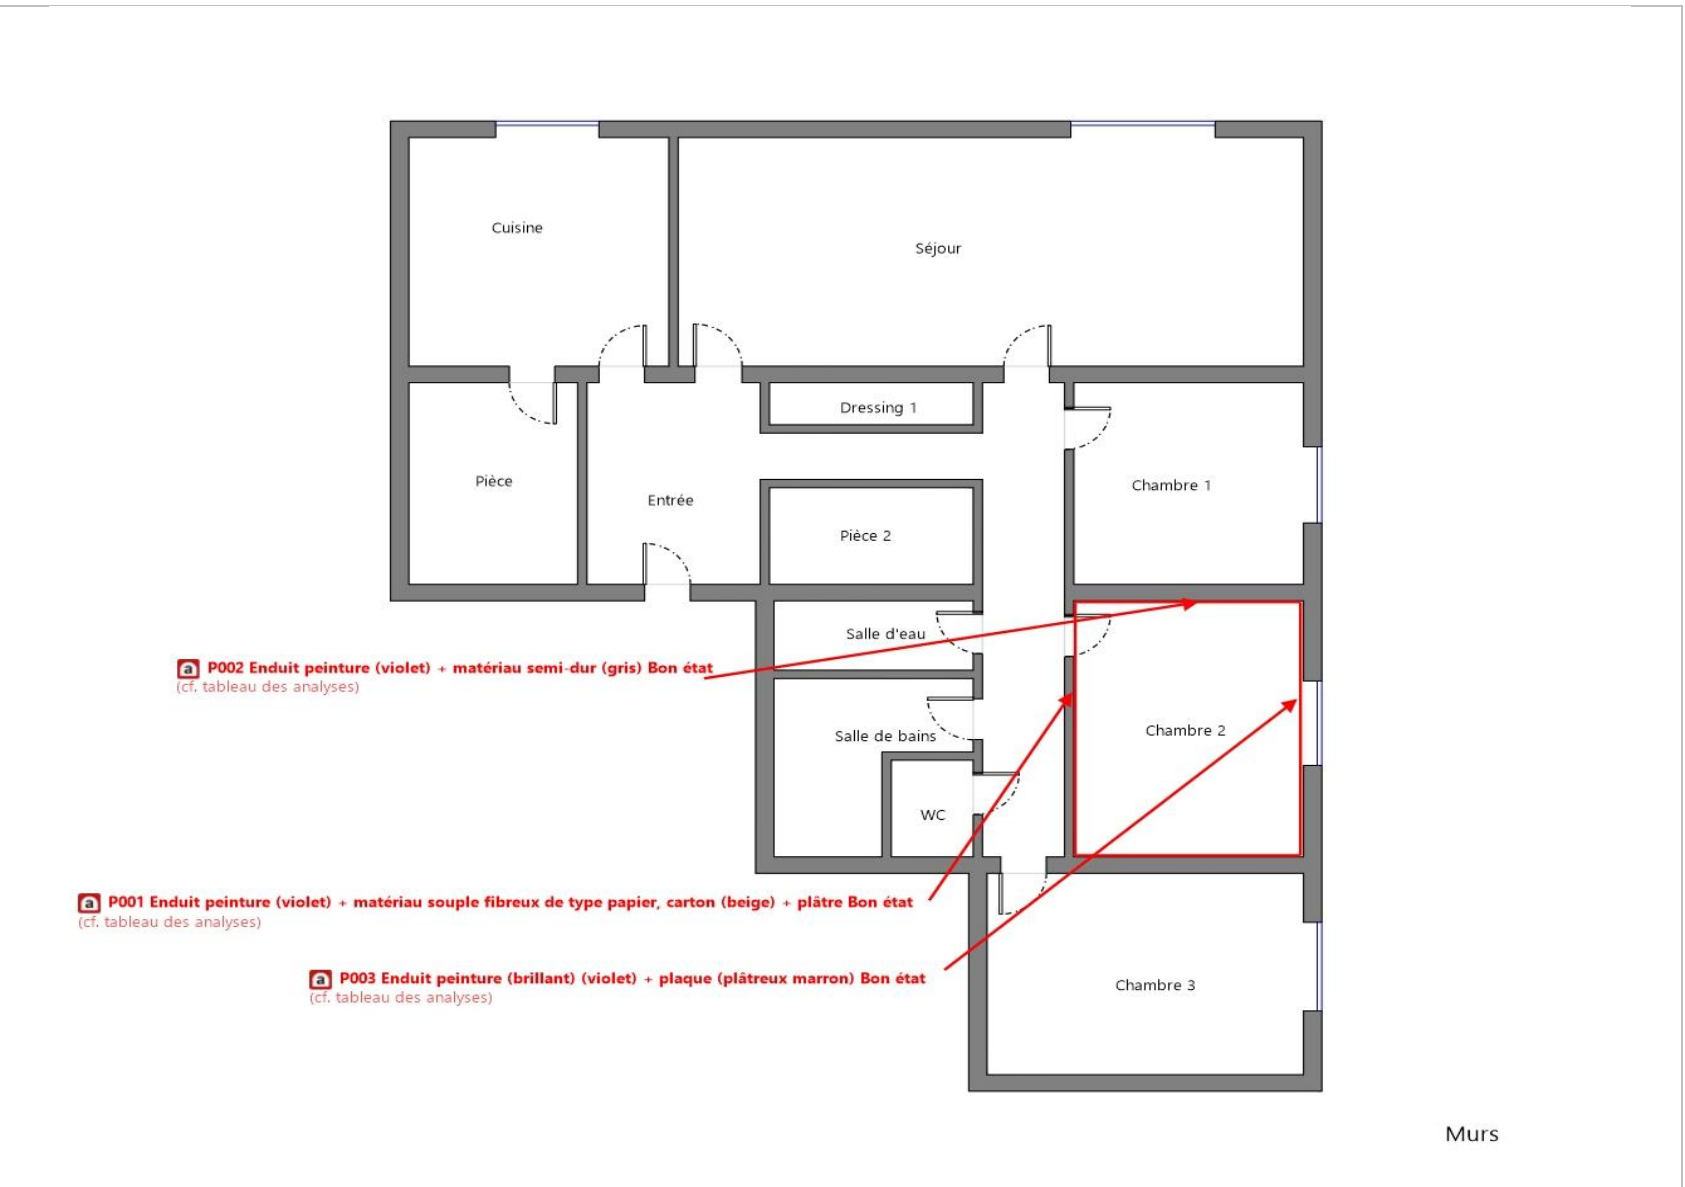 Cuisine
Séjour
Dressing 1
Pièce
Entrée
Chambre 1
Pièce 2
Salle d'eau
a P002 Enduit peinture (violet) + matériau semi-dur (gris) Bon état
(cf. tableau des analyses)
Chambre 2
Salle de bains
WC
a P001 Enduit peinture (violet) + matériau souple fibreux de type papier, carton (beige) + plâtre Bon état
(cf. tableau des analyses)
a P003 Enduit peinture (brillant) (violet) + plaque (plâtreux marron) Bon état
(cf. tableau des analyses)
Chambre 3
Murs